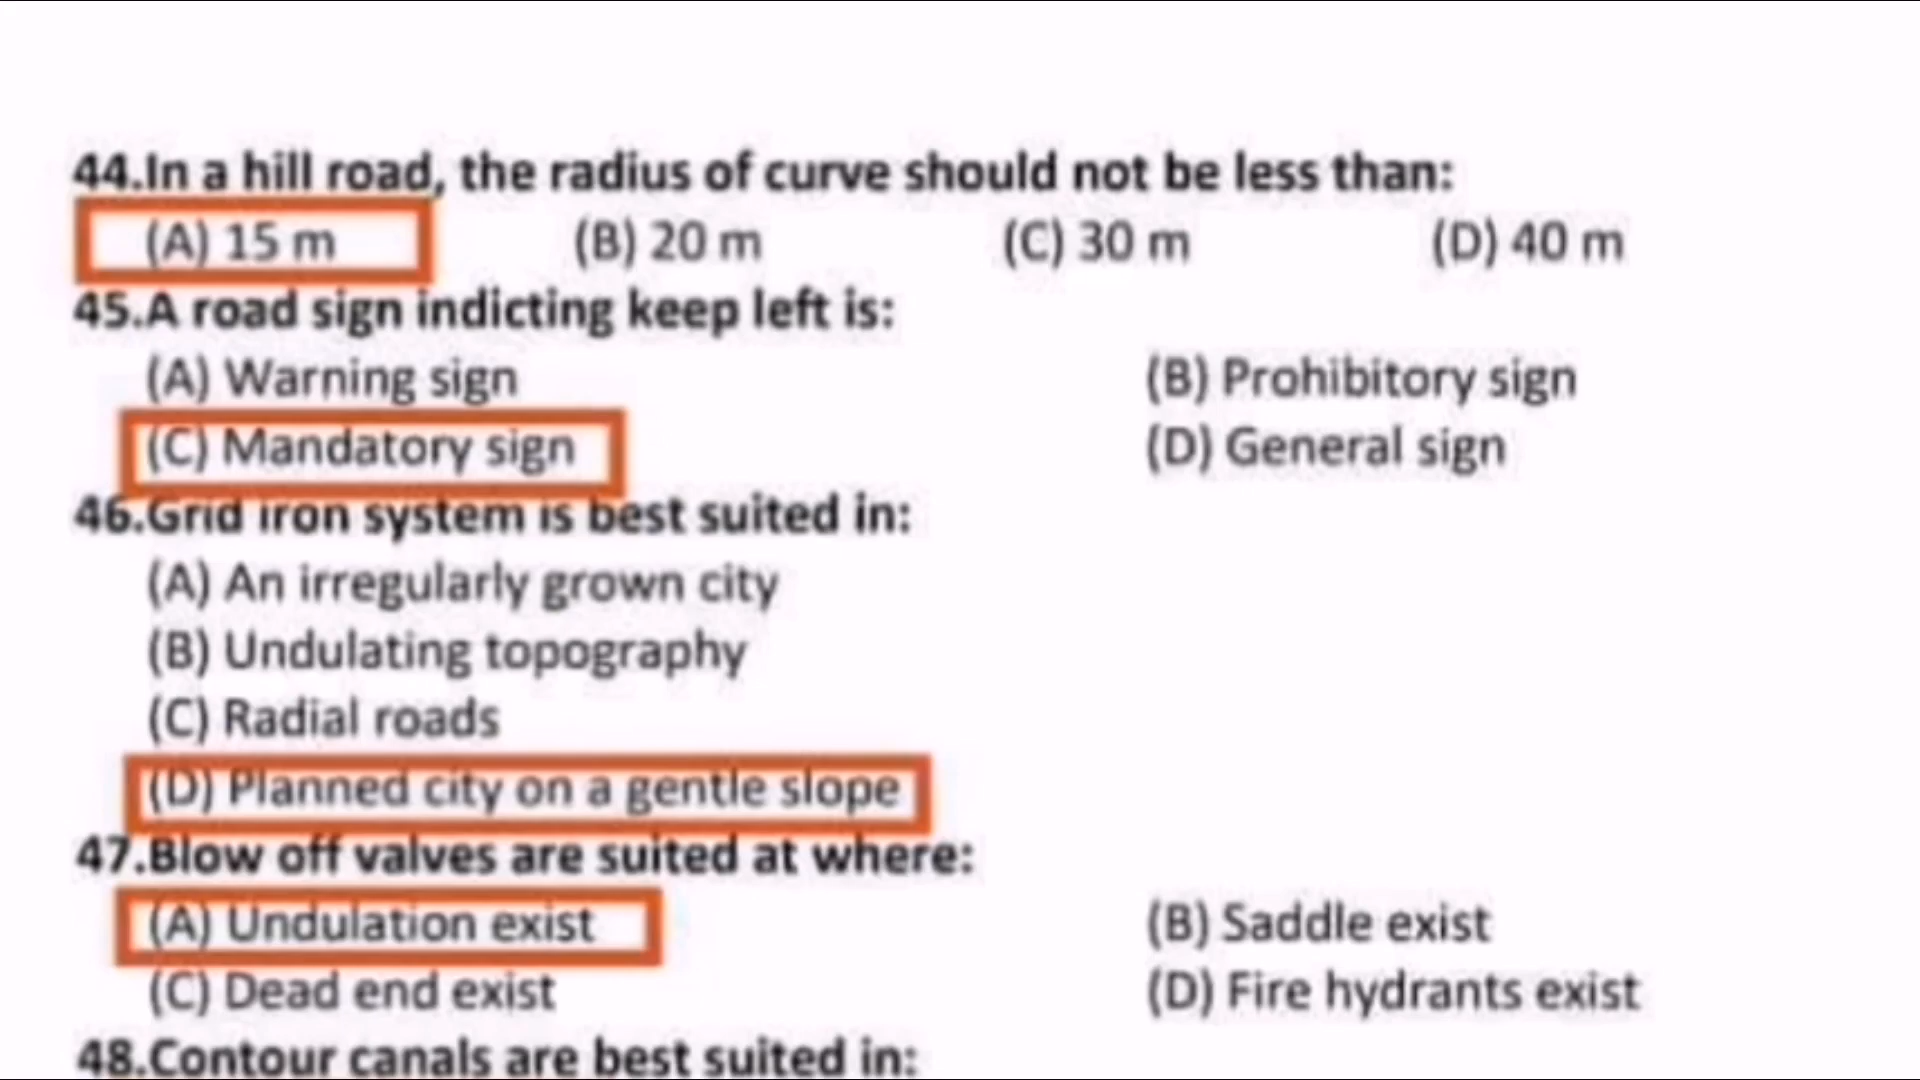 44.In a hill road, the radius of curve should not be less than:
(A) 15 m (B) 20 m (C) 30 m (D) 40 m
45.A road sign indicting keep left is:
(A) Warning sign (B) Prohibitory sign
(C) Mandatory sign (D) General sign
46.Grid iron system is best suited in:
(A) An irregularly grown city
(B) Undulating topography
(C) Radial roads
(D) Planned city on a gentle slope
47.Blow off valves are suited at where:
(A) Undulation exist (B) Saddle exist
(C) Dead end exist (D) Fire hydrants exist
48.Contour canals are best suited in: